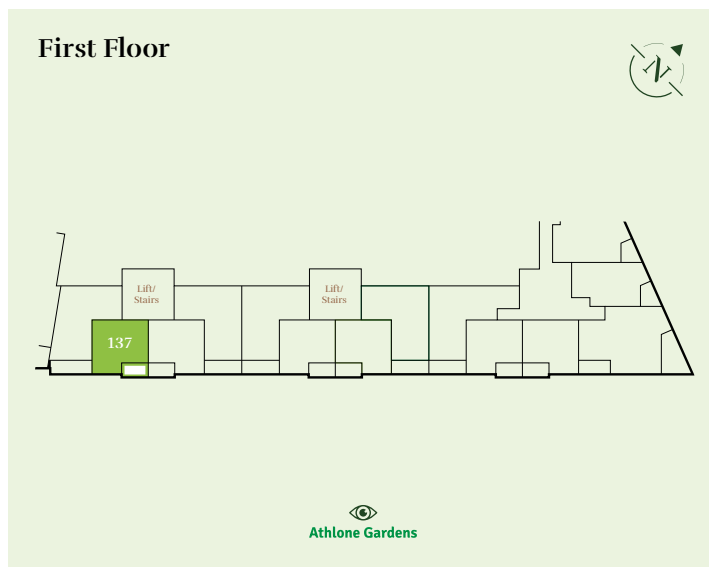 First Floor
N
Lift/
Stairs
Lift/
Stairs
137
Athlone Gardens